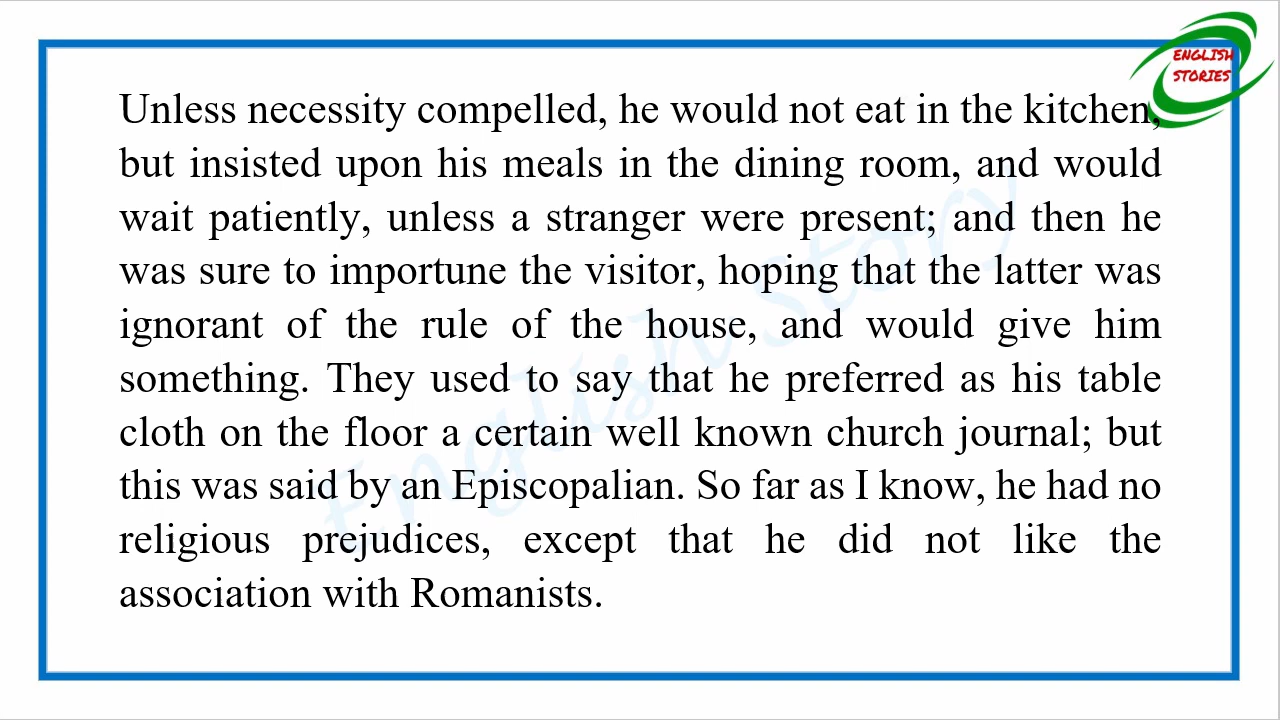 ENGLISH
STORIES
Unless necessity compelled, he would not eat in the kitchen,
but insisted upon his meals in the dining room, and would
wait patiently, unless a stranger were present; and then he
was sure to importune the visitor, hoping that the latter was
ignorant of the rule of the house, and would give him
something. They used to say that he preferred as his table
cloth on the floor a certain well known church journal; but
this was said by an Episcopalian. So far as I know, he had no
religious prejudices, except that he did not like the
association with Romanists.
English Story